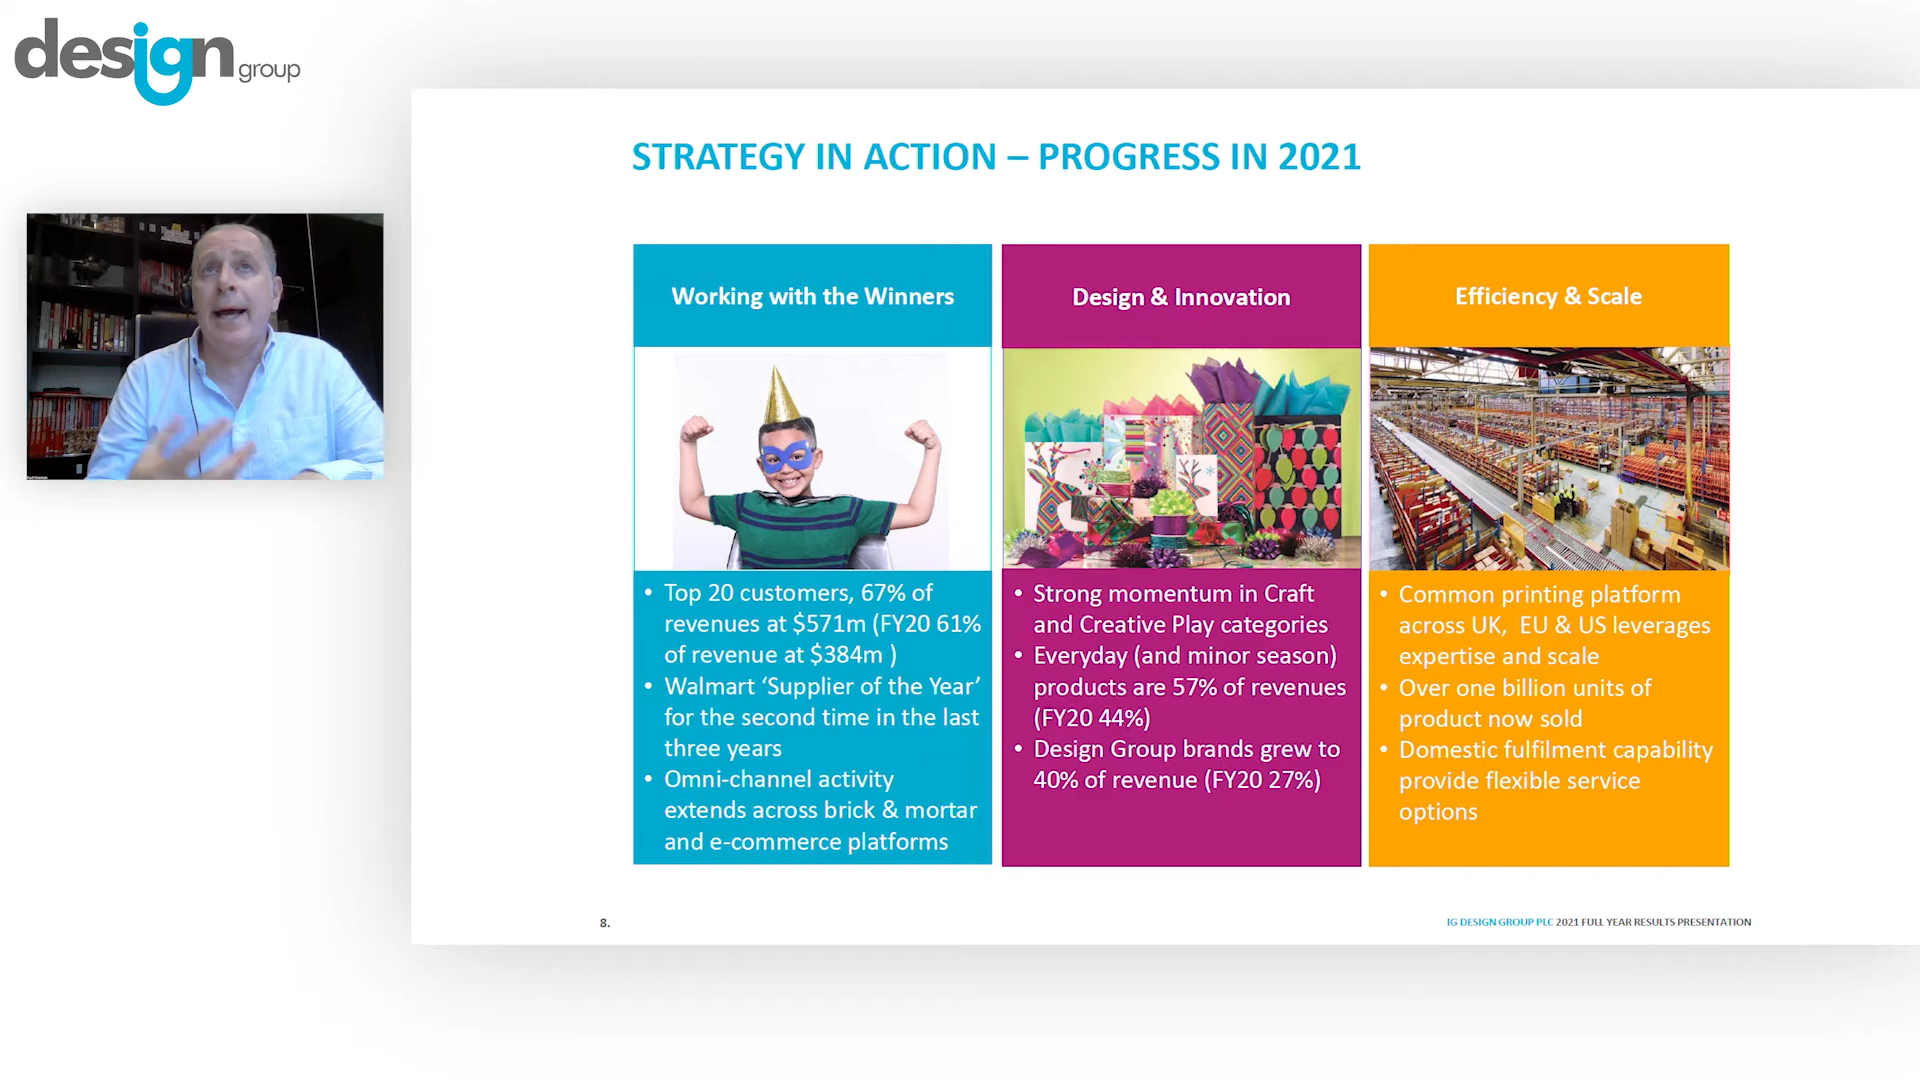 design group
STRATEGY IN ACTION – PROGRESS IN 2021
Working with the Winners
• Top 20 customers, 67% of
revenues at $571m (FY20 61%
of revenue at $384m )
• Walmart ‘Supplier of the Year’
for the second time in the last
three years
• Omni-channel activity
extends across brick & mortar
and e-commerce platforms
Design & Innovation
• Strong momentum in Craft
and Creative Play categories
• Everyday (and minor season)
products are 57% of revenues
(FY20 44%)
• Design Group brands grew to
40% of revenue (FY20 27%)
Efficiency & Scale
• Common printing platform
across UK,  EU & US leverages
expertise and scale
• Over one billion units of
product now sold
• Domestic fulfilment capability
provide flexible service
options
8.
IG DESIGN GROUP PLC 2021 FULL YEAR RESULTS PRESENTATION